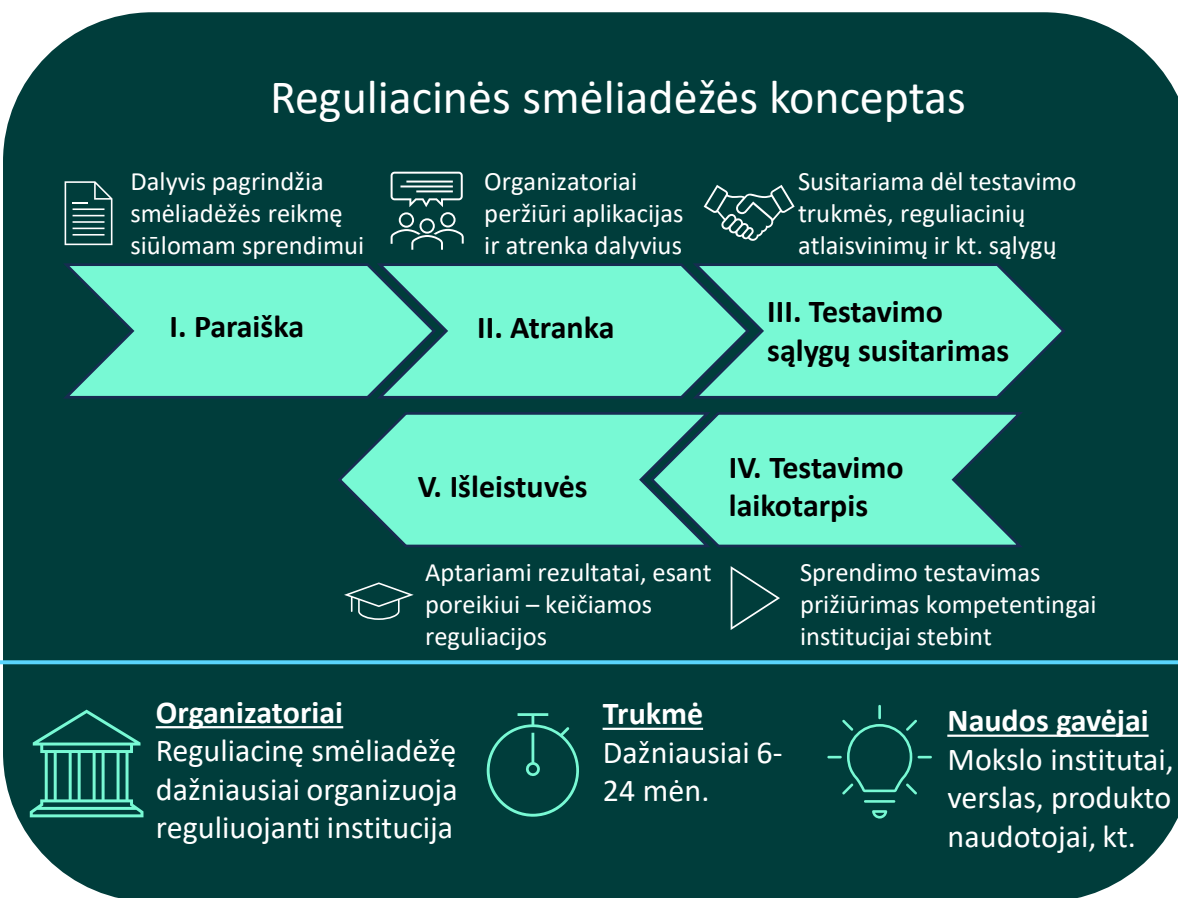 Reguliacinės smėliadėžės konceptas
Dalyvis pagrindžia
smėliadėžės reikmę
siūlomam sprendimui
Organizatoriai
peržiūri aplikacijas
ir atrenka dalyvius
Susitariama dėl testavimo
trukmės, reguliacinių
atlaisvinimų ir kt. sąlygų
I. Paraiška
II. Atranka
III. Testavimo
sąlygų susitarimas
IV. Testavimo
laikotarpis
V. Išleistuvės
Sprendimo testavimas
prižiūrimas kompetentingai
institucijai stebint
Aptariami rezultatai, esant
poreikiui – keičiamos
reguliacijos
Organizatoriai
Reguliacinę smėliadėžę
dažniausiai organizuoja
reguliuojanti institucija
Trukmė
Dažniausiai 6-
24 mėn.
Naudos gavėjai
Mokslo institutai,
verslas, produkto
naudotojai, kt.